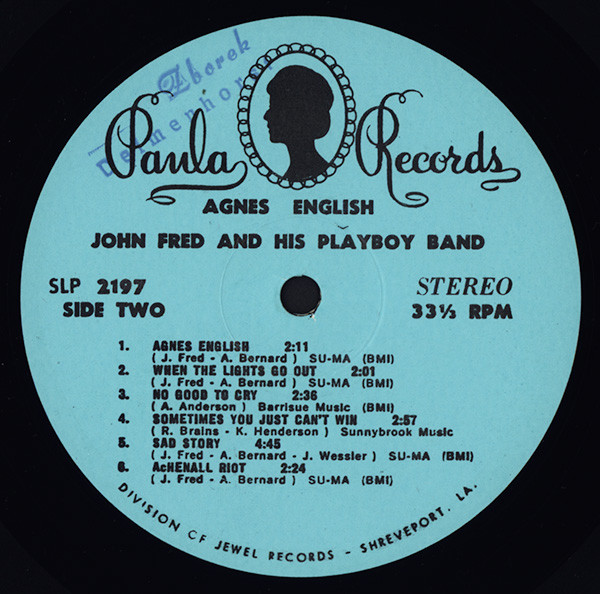 Zborek
Paula Records
AGNES ENGLISH
JOHN FRED AND HIS PLAYBOY BAND
SLP 2197 STEREO
SIDE TWO 33⅓ RPM
1. AGNES ENGLISH 2:11
( J. Fred - A. Bernard ) SU-MA (BMI)
2. WHEN THE LIGHTS GO OUT 2:01
( J. Fred - A. Bernard ) SU-MA (BMI)
3. NO GOOD TO CRY 2:36
( A. Anderson ) Barrisue Music (BMI)
4. SOMETIMES YOU JUST CAN'T WIN 2:57
( R. Brains - K. Henderson ) Sunnybrook Music
5. SAD STORY 4:45
( J. Fred - A. Bernard - J. Wessler ) SU-MA (BMI)
6. AcHENALL RIOT 2:24
( J. Fred - A. Bernard ) SU-MA (BMI)
DIVISION OF JEWEL RECORDS - SHREVEPORT, LA.